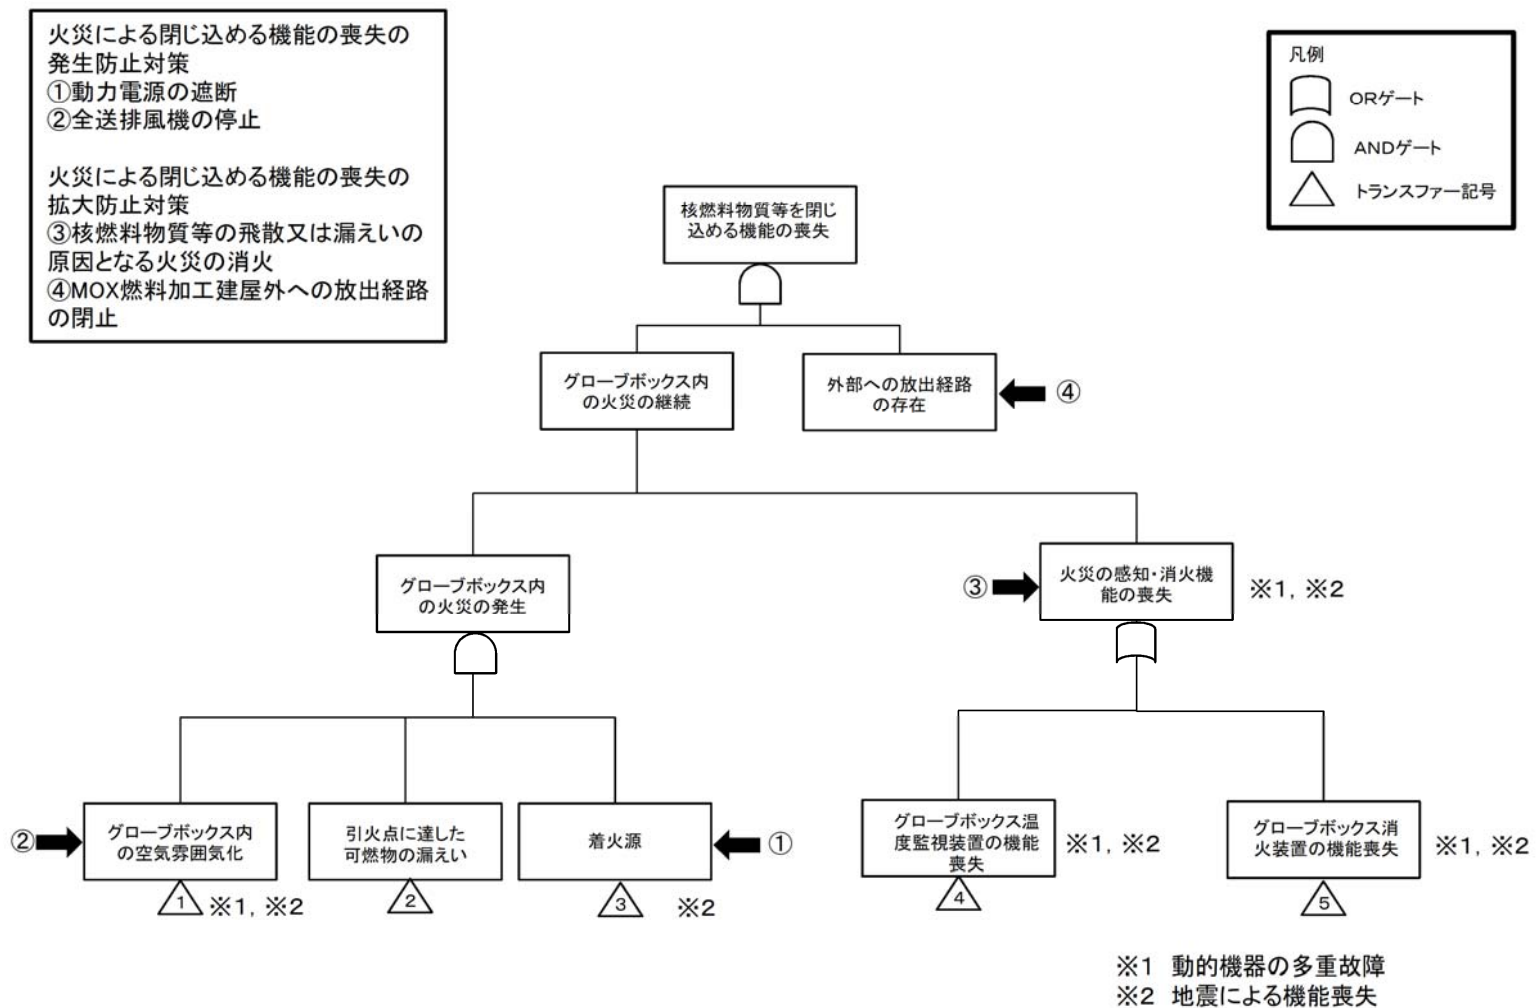 火災による閉じ込める機能の喪失の
発生防止対策
①動力電源の遮断
②全送排風機の停止
火災による閉じ込める機能の喪失の
拡大防止対策
③核燃料物質等の飛散又は漏えいの
原因となる火災の消火
④MOX燃料加工建屋外への放出経路
の閉止
凡例
ORゲート
ANDゲート
トランスファー記号
核燃料物質等を閉じ
込める機能の喪失
グローブボックス内
の火災の継続
外部への放出経路
の存在
④
グローブボックス内
の火災の発生
③
火災の感知・消火機
能の喪失
※1, ※2
②
グローブボックス内
の空気雰囲気化
1
※1, ※2
引火点に達した
可燃物の漏えい
2
着火源
①
3
※2
グローブボックス温
度監視装置の機能
喪失
※1, ※2
4
グローブボックス消
火装置の機能喪失
※1, ※2
5
※1 動的機器の多重故障
※2 地震による機能喪失